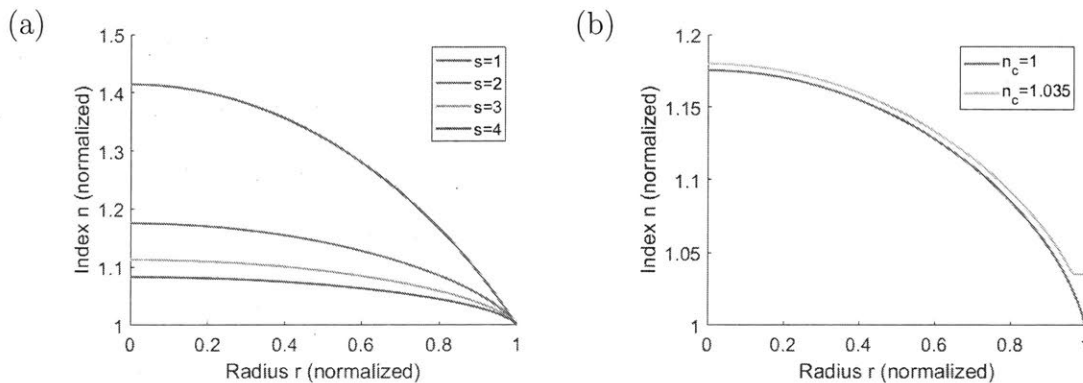 (a)
1.5
1.4
1.3
1.2
1.1
1
0
0.2
0.4
0.6
0.8
1
Index n (normalized)
Radius r (normalized)
s=1
s=2
s=3
s=4
(b)
1.2
1.15
1.1
1.05
1
0
0.2
0.4
0.6
0.8
1
Index n (normalized)
Radius r (normalized)
n_c=1
n_c=1.035